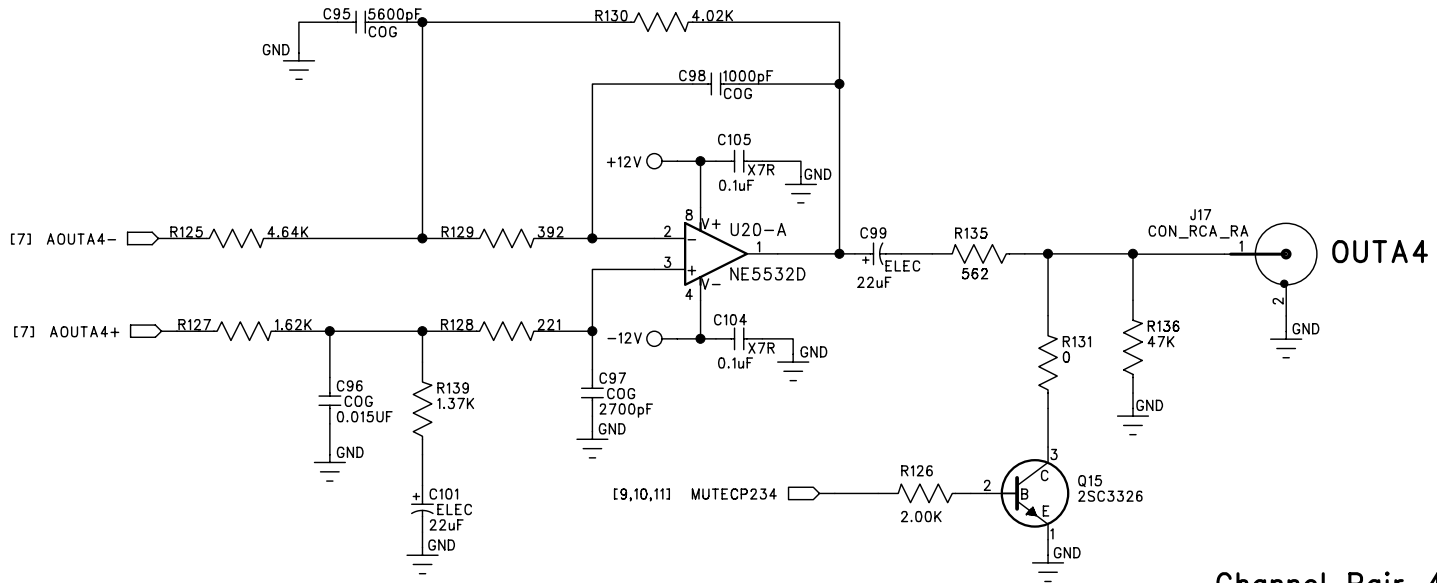 C95 5600pF
COG
GND
R130 4.02K
C98 1000pF
COG
C105
+12V
X7R
0.1uF
GND
8
V+
U20-A
[7] AOUTA4-
R125 4.64K
R129 392
2
-
1
3
+
NE5532D
V-
4
C99
+
ELEC
22uF
R135
562
J17
CON_RCA_RA
1
OUTA4
2
GND
[7] AOUTA4+
R127 1.62K
R128 221
-12V
C104
X7R
0.1uF
GND
R131
0
R136
47K
GND
C96
COG
0.015UF
GND
R139
1.37K
C97
COG
2700pF
GND
+
C101
ELEC
22uF
GND
[9,10,11] MUTECP234
R126
2.00K
2
B
3
C
E
1
Q15
2SC3326
GND